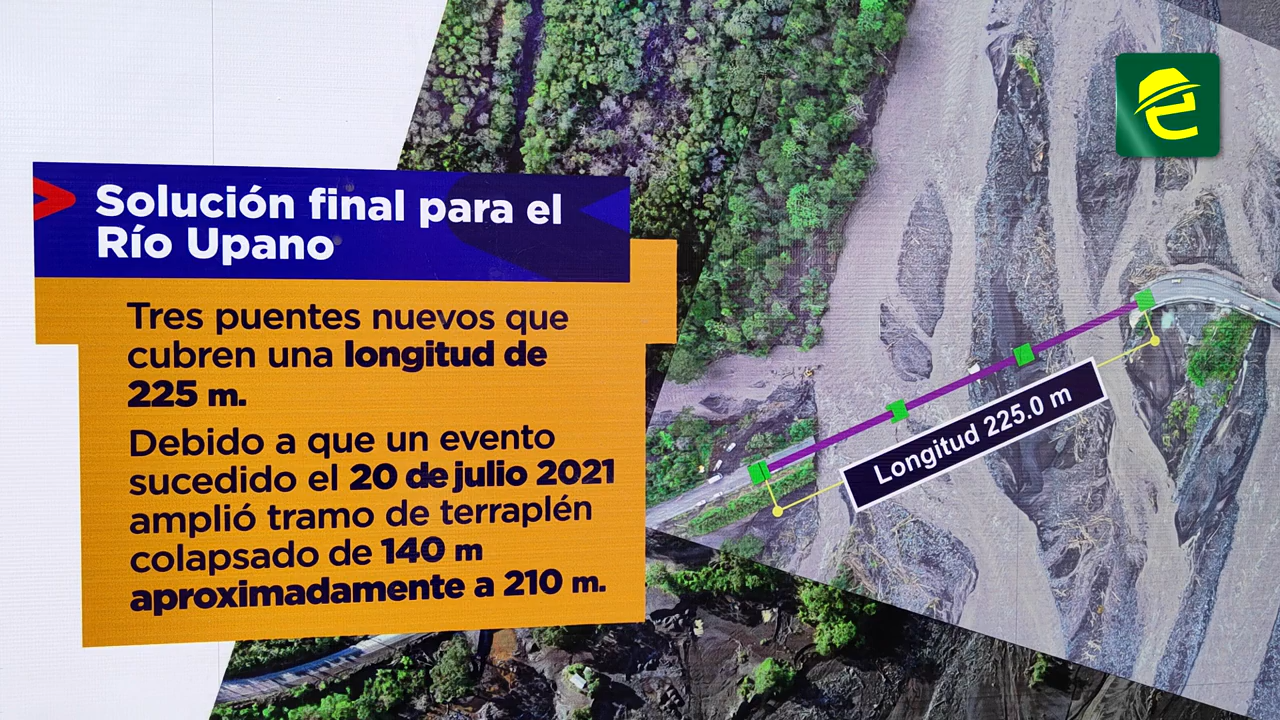 Solución final para el
Río Upano
Tres puentes nuevos que
cubren una longitud de
225 m.
Debido a que un evento
sucedido el 20 de julio 2021
amplió tramo de terraplén
colapsado de 140 m
aproximadamente a 210 m.
Longitud 225.0 m